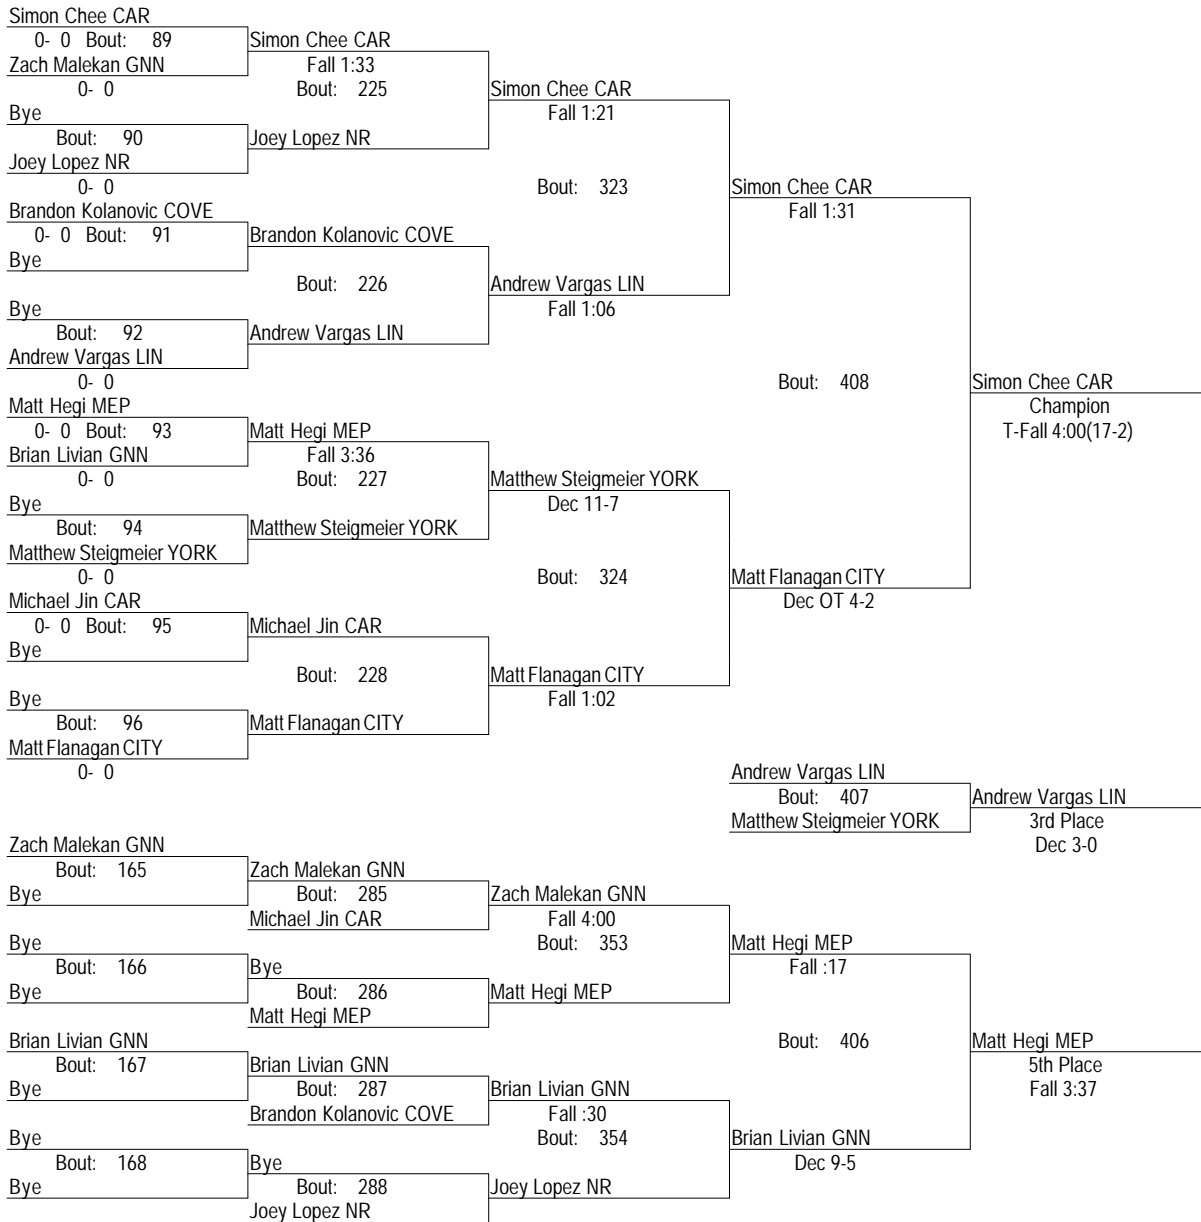 Simon Chee CAR
0- 0 Bout: 89
Simon Chee CAR
Zach Malekan GNN
Fall 1:33
0- 0
Bout: 225
Simon Chee CAR
Bye
Fall 1:21
Bout: 90
Joey Lopez NR
Joey Lopez NR
0- 0
Bout: 323
Simon Chee CAR
Brandon Kolanovic COVE
Fall 1:31
0- 0 Bout: 91
Brandon Kolanovic COVE
Bye
Bout: 226
Andrew Vargas LIN
Bye
Fall 1:06
Bout: 92
Andrew Vargas LIN
Andrew Vargas LIN
0- 0
Bout: 408
Simon Chee CAR
Matt Hegi MEP
Champion
0- 0 Bout: 93
Matt Hegi MEP
T-Fall 4:00(17-2)
Brian Livian GNN
Fall 3:36
0- 0
Bout: 227
Matthew Steigmeier YORK
Bye
Dec 11-7
Bout: 94
Matthew Steigmeier YORK
Matthew Steigmeier YORK
0- 0
Bout: 324
Matt Flanagan CITY
Michael Jin CAR
Dec OT 4-2
0- 0 Bout: 95
Michael Jin CAR
Bye
Bout: 228
Matt Flanagan CITY
Bye
Fall 1:02
Bout: 96
Matt Flanagan CITY
Matt Flanagan CITY
0- 0
Andrew Vargas LIN
Bout: 407
Andrew Vargas LIN
Matthew Steigmeier YORK
3rd Place
Dec 3-0
Zach Malekan GNN
Bout: 165
Zach Malekan GNN
Bye
Bout: 285
Zach Malekan GNN
Michael Jin CAR
Fall 4:00
Bye
Bout: 353
Matt Hegi MEP
Bout: 166
Bye
Fall :17
Bye
Bout: 286
Matt Hegi MEP
Matt Hegi MEP
Brian Livian GNN
Bout: 406
Matt Hegi MEP
Bout: 167
Brian Livian GNN
5th Place
Bye
Bout: 287
Brian Livian GNN
Fall 3:37
Brandon Kolanovic COVE
Fall :30
Bye
Bout: 354
Brian Livian GNN
Bout: 168
Bye
Dec 9-5
Bye
Bout: 288
Joey Lopez NR
Joey Lopez NR